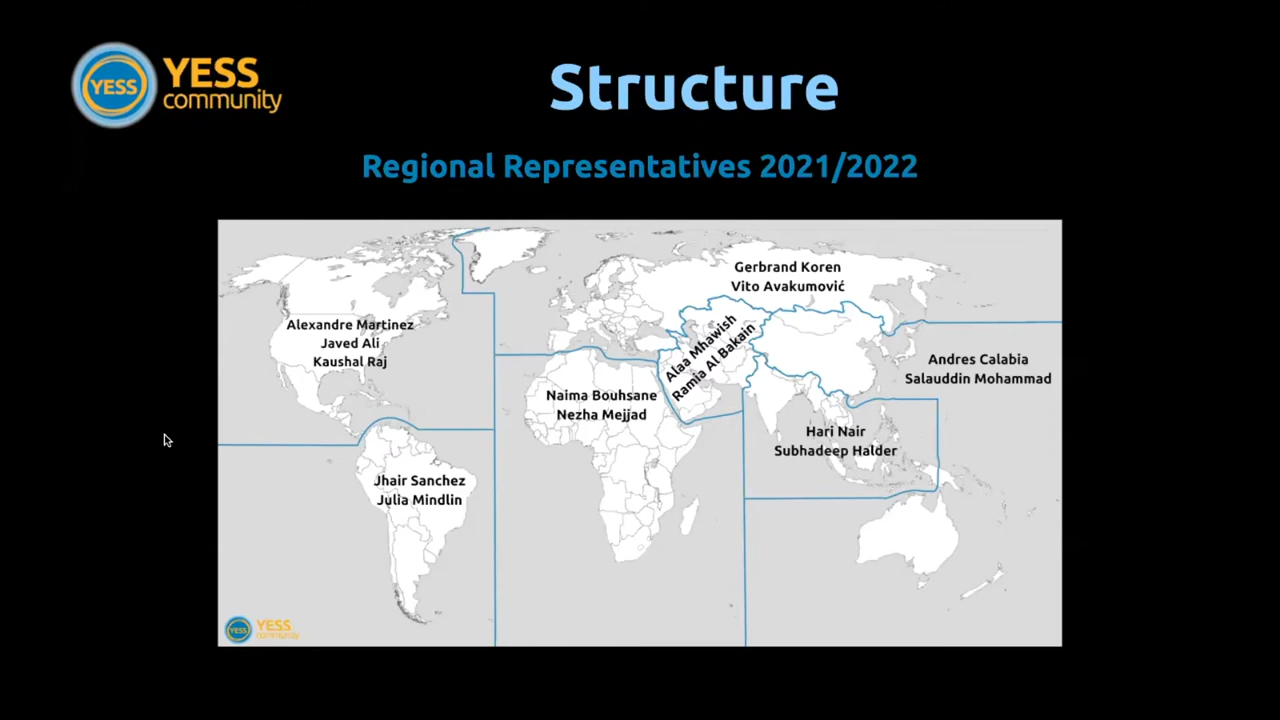 YESS
YESS
community
Structure
Regional Representatives 2021/2022
Gerbrand Koren
Vito Avakumović
Alexandre Martinez
Javed Ali
Kaushal Raj
Alaa Mhawish
Ramia Al Bakain
Andres Calabia
Salauddin Mohammad
Naima Bouhsane
Nezha Mejjad
Hari Nair
Subhadeep Halder
Jhair Sanchez
Julia Mindlin
YESS
YESS
community